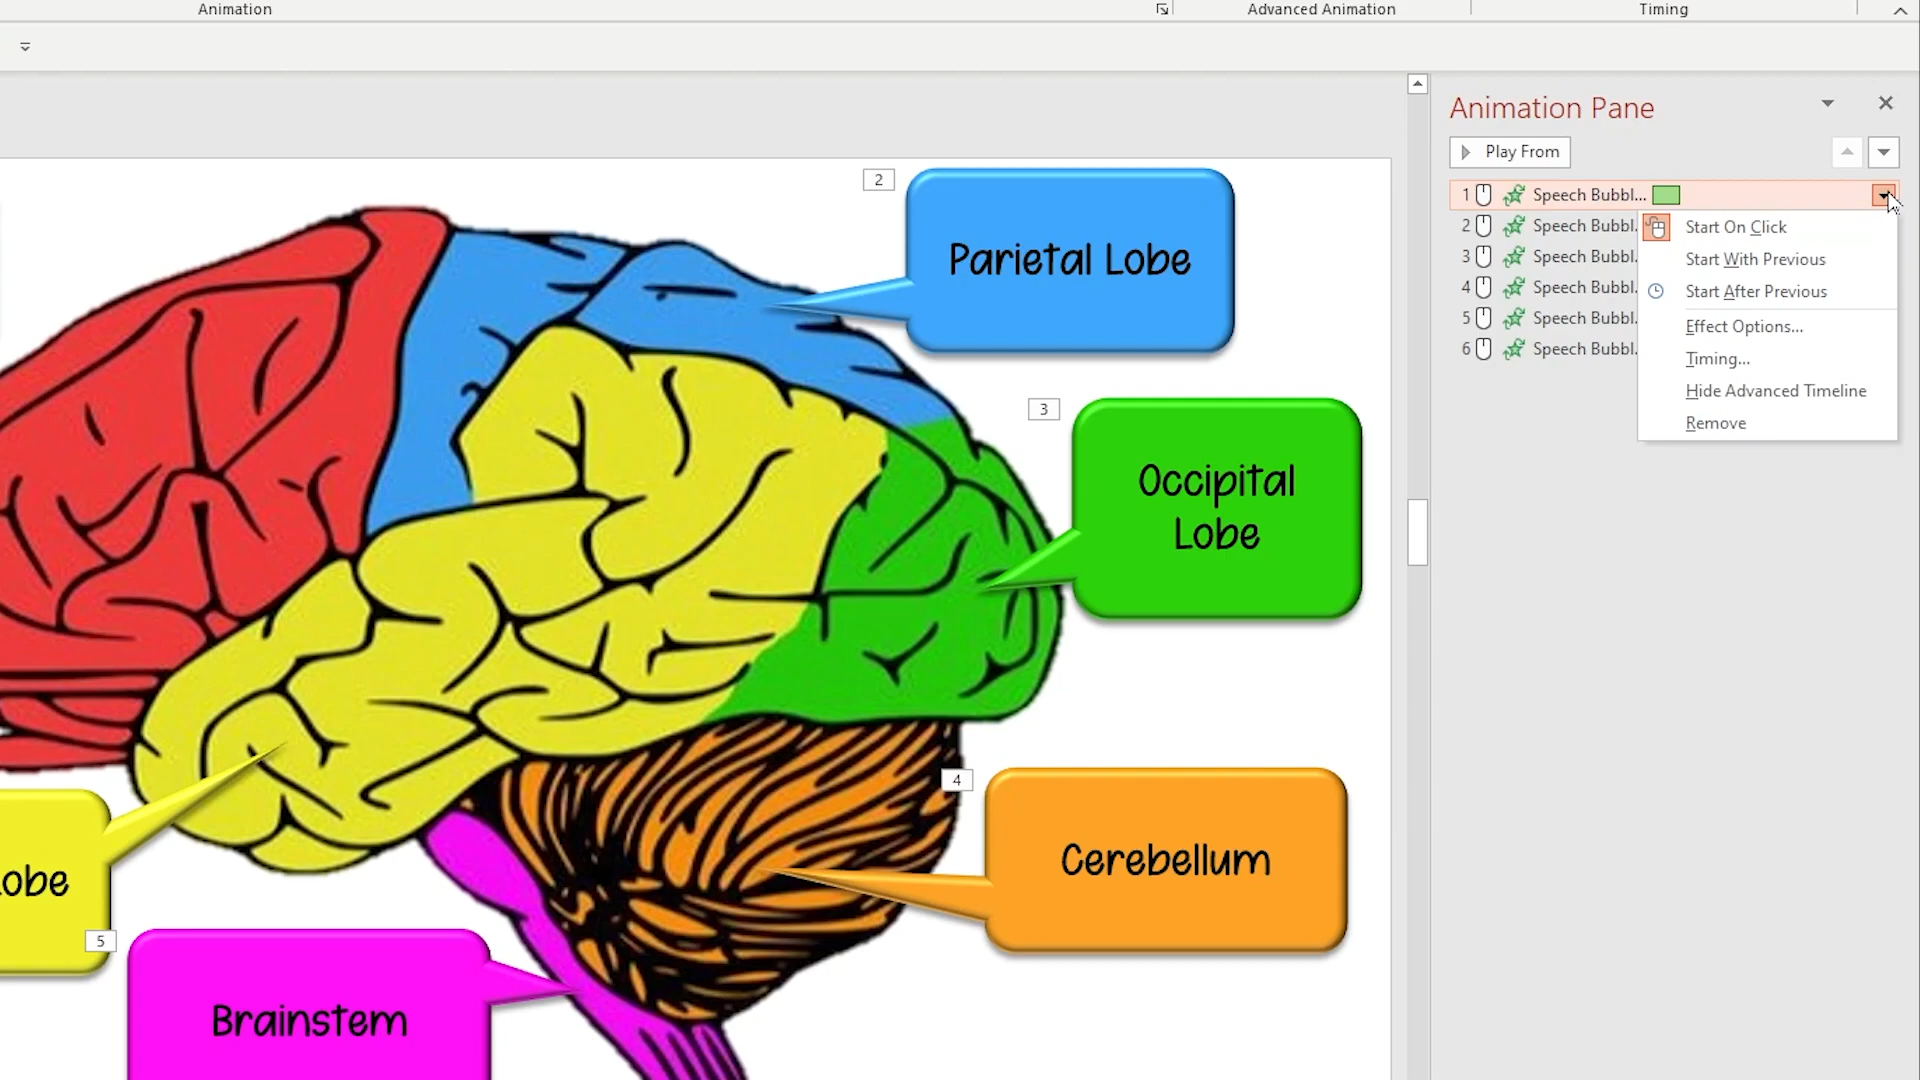 Animation
Advanced Animation
Timing
Animation Pane
Play From
1 Speech Bubbl...
2 Speech Bubbl.
3 Speech Bubbl.
4 Speech Bubbl.
5 Speech Bubbl.
6 Speech Bubbl.
Start On Click
Start With Previous
Start After Previous
Effect Options...
Timing...
Hide Advanced Timeline
Remove
2
Parietal Lobe
3
Occipital
Lobe
4
Cerebellum
obe
5
Brainstem